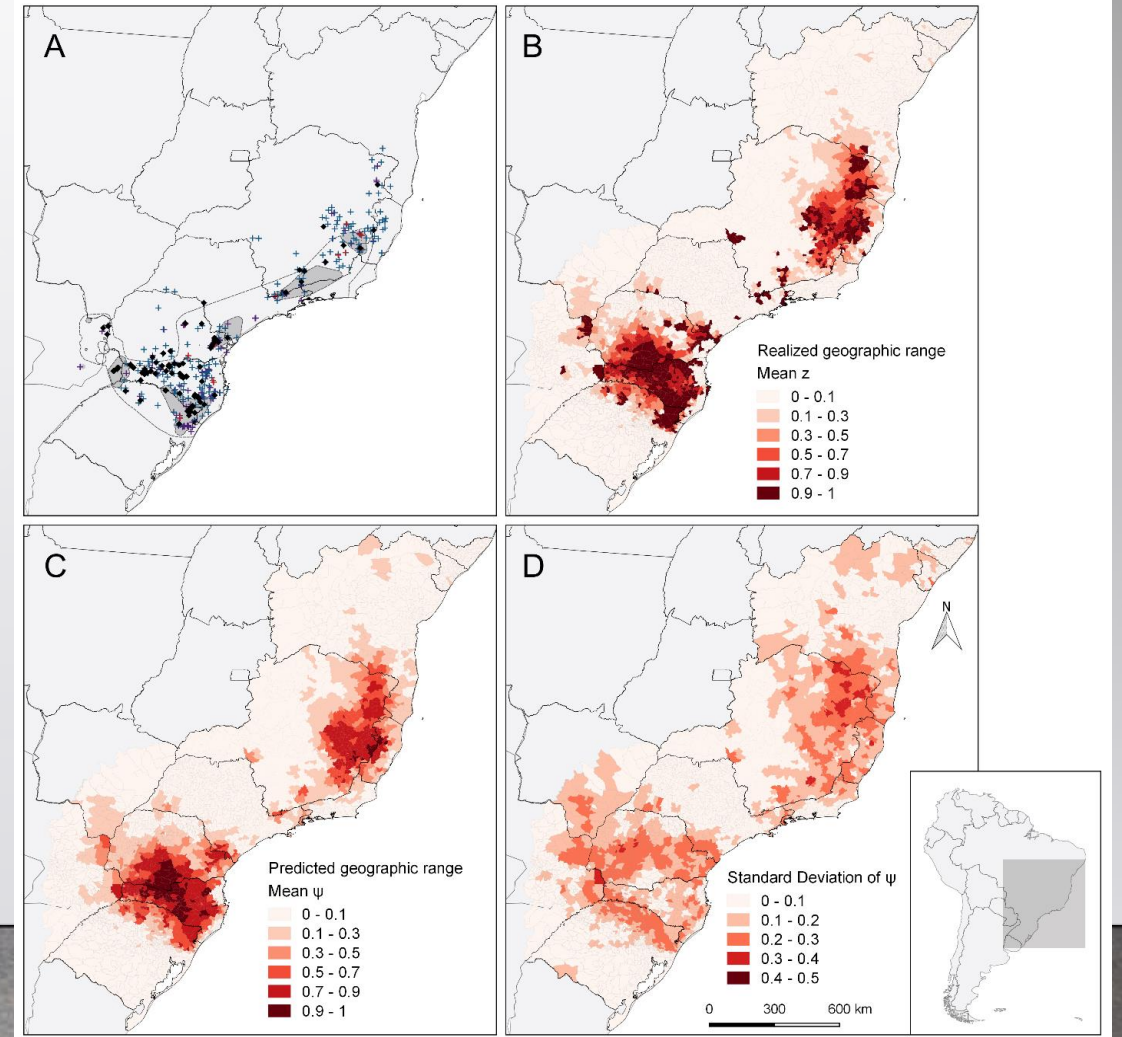 A
B
Realized geographic range
Mean z
0 - 0.1
0.1 - 0.3
0.3 - 0.5
0.5 - 0.7
0.7 - 0.9
0.9 - 1
C
Predicted geographic range
Mean ψ
0 - 0.1
0.1 - 0.3
0.3 - 0.5
0.5 - 0.7
0.7 - 0.9
0.9 - 1
D
N
Standard Deviation of ψ
0 - 0.1
0.1 - 0.2
0.2 - 0.3
0.3 - 0.4
0.4 - 0.5
0 300 600 km